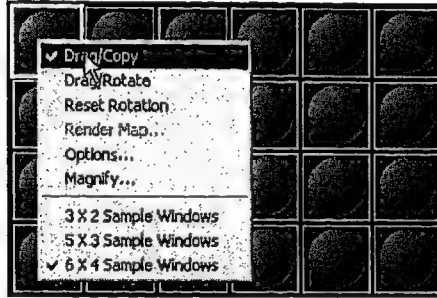 Drag/Copy
Drag/Rotate
Reset Rotation
Render Map...
Options...
Magnify...
3 X 2 Sample Windows
5 X 3 Sample Windows
6 X 4 Sample Windows